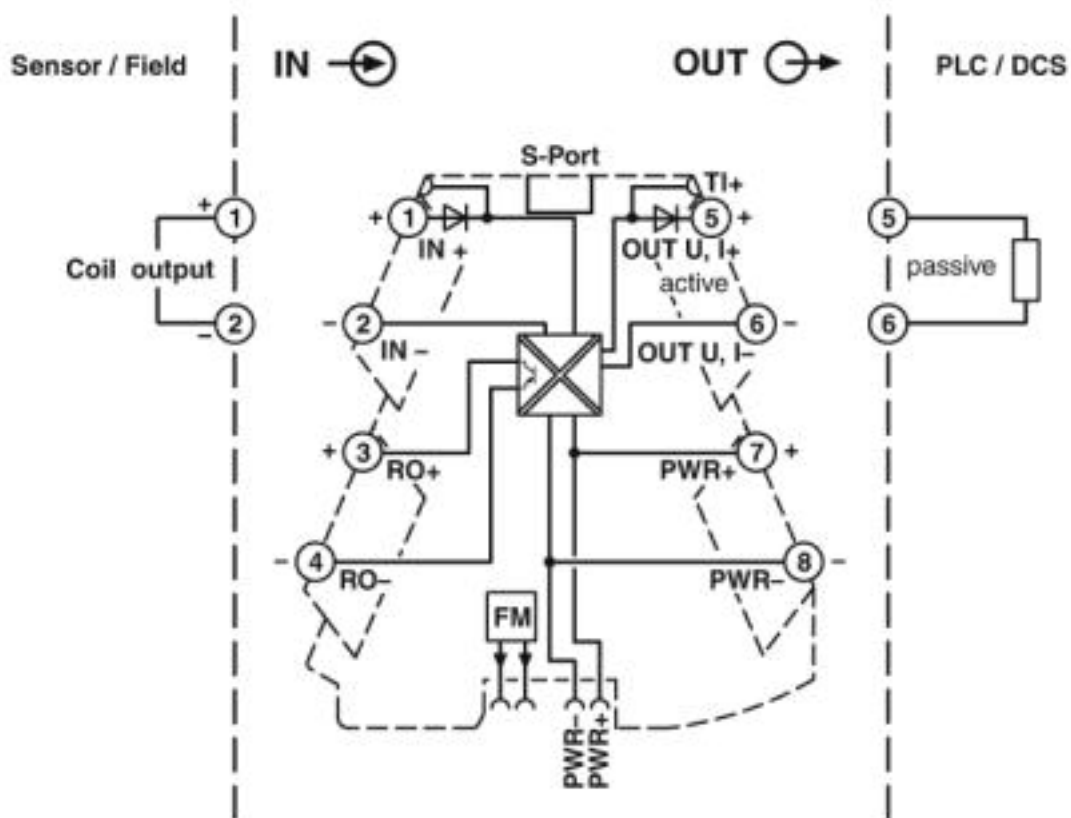 Sensor / Field
IN
OUT
PLC / DCS
S-Port
TI+
+ 1
+ 1
5 +
5
IN +
OUT U, I+
Coil output
active
passive
– 2
– 2
6 –
6
IN –
OUT U, I–
+ 3
7 +
RO+
PWR+
– 4
8 –
RO–
PWR–
FM
PWR–
PWR+